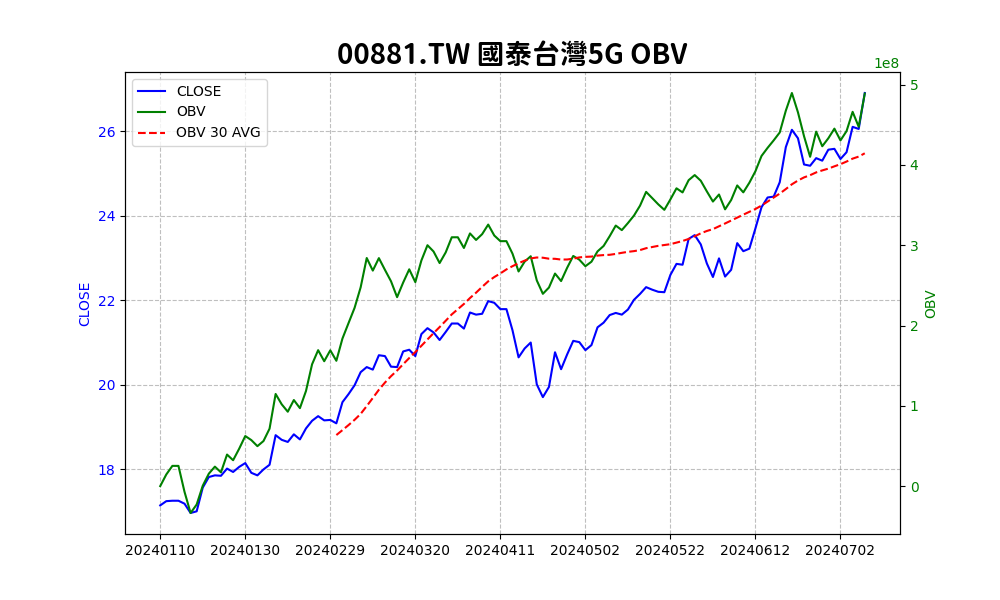 00881.TW 國泰台灣5G OBV
1e8
CLOSE
OBV
OBV 30 AVG
CLOSE
26
24
22
20
18
OBV
5
4
3
2
1
0
20240110 20240130 20240229 20240320 20240411 20240502 20240522 20240612 20240702